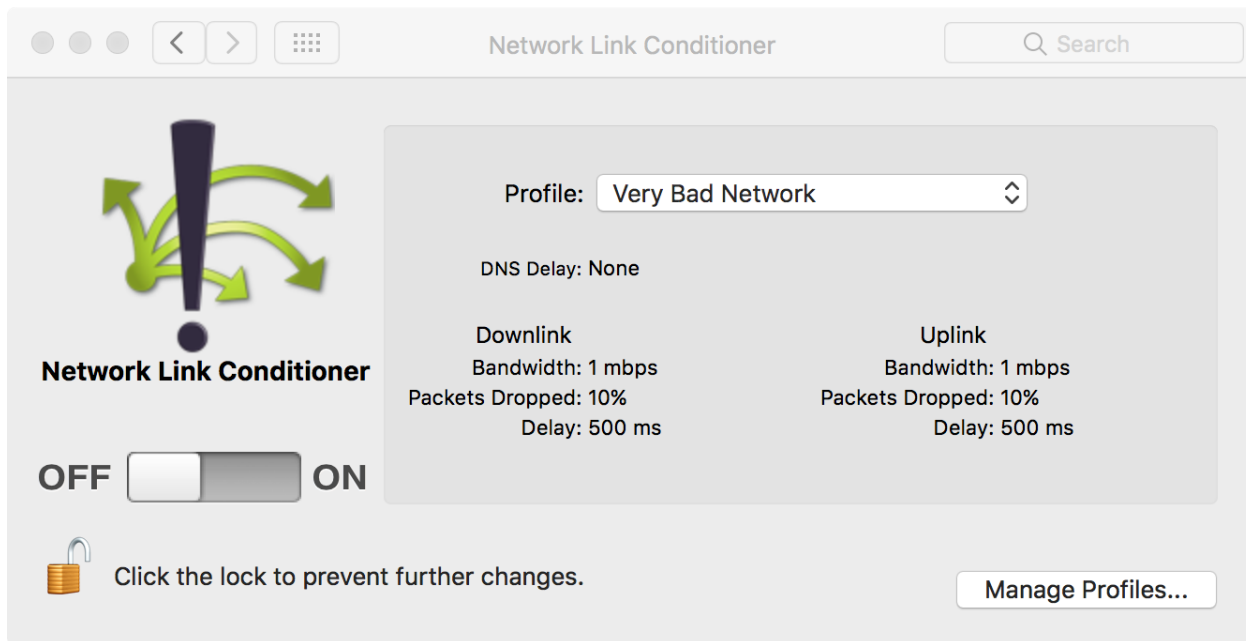 Network Link Conditioner
Search
Profile: Very Bad Network
DNS Delay: None
Downlink
Bandwidth: 1 mbps
Packets Dropped: 10%
Delay: 500 ms
Uplink
Bandwidth: 1 mbps
Packets Dropped: 10%
Delay: 500 ms
Network Link Conditioner
OFF ON
Click the lock to prevent further changes.
Manage Profiles...